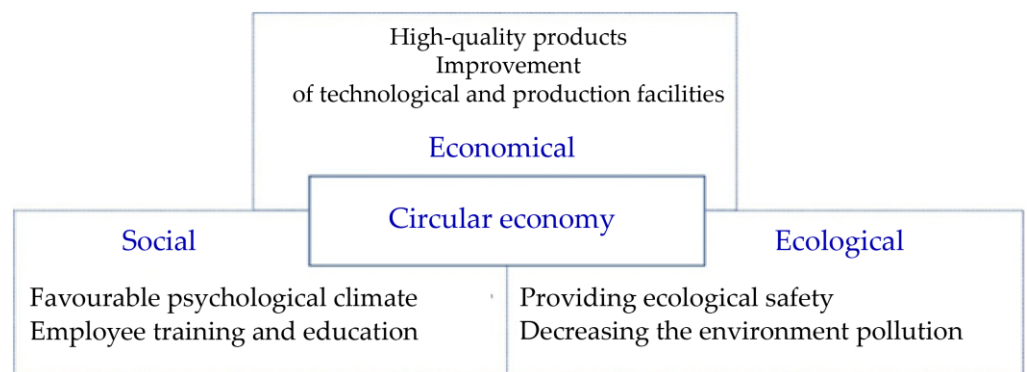 High-quality products
Improvement
of technological and production facilities
Economical
Circular economy
Social
Favourable psychological climate
Employee training and education
Ecological
Providing ecological safety
Decreasing the environment pollution